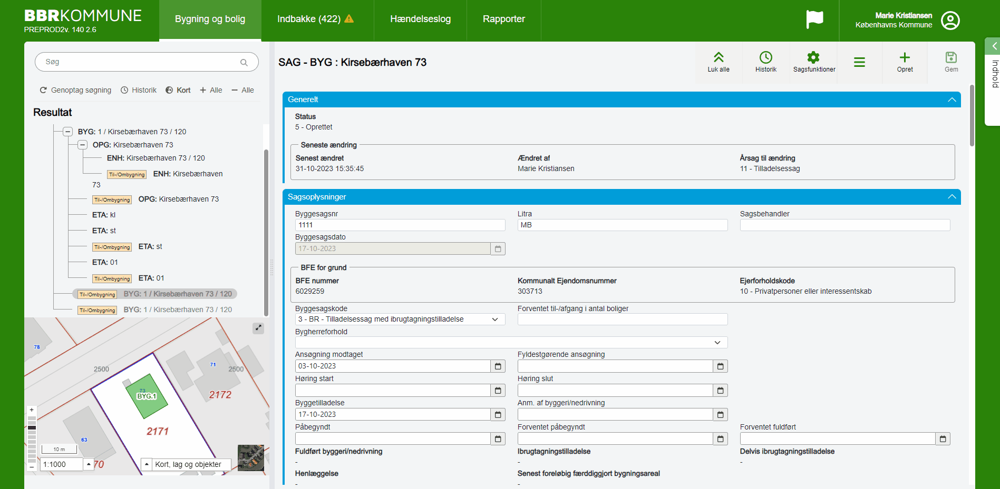 BBRKOMMUNE
PREPROD2v. 140 2.6
Bygning og bolig
Indbakke (422)
Hændelseslog
Rapporter
Marie Kristiansen
Københavns Kommune
Indhold
Søg
Genoptag søgning
Historik
Kort
+ Alle
− Alle
Resultat
BYG: 1 / Kirsebærhaven 73 / 120
OPG: Kirsebærhaven 73
ENH: Kirsebærhaven 73 / 120
Til-/Ombygning ENH: Kirsebærhaven
73
Til-/Ombygning OPG: Kirsebærhaven 73
ETA: kl
ETA: st
Til-/Ombygning ETA: st
ETA: 01
Til-/Ombygning ETA: 01
Til-/Ombygning BYG: 1 / Kirsebærhaven 73 / 120
Til-/Ombygning BYG: 1 / Kirsebærhaven 73 / 120
78
71
2500
2500
73
BYG.1
2172
2171
63
+
10 m
−
1:1000
70
Kort, lag og objekter
SAG - BYG : Kirsebærhaven 73
Luk alle
Historik
Sagsfunktioner
Opret
Gem
Generelt
Status
5 - Oprettet
Seneste ændring
Senest ændret
Ændret af
Årsag til ændring
31-10-2023 15:35:45
Marie Kristiansen
11 - Tilladelsessag
Sagsoplysninger
Byggesagsnr
Litra
Sagsbehandler
1111
MB
Byggesagsdato
17-10-2023
BFE for grund
BFE nummer
Kommunalt Ejendomsnummer
Ejerforholdskode
6029259
303713
10 - Privatpersoner eller interessentskab
Byggesagskode
Forventet til-/afgang i antal boliger
3 - BR - Tilladelsessag med ibrugtagningstilladelse
Bygherreforhold
Ansøgning modtaget
Fyldestgørende ansøgning
03-10-2023
Høring start
Høring slut
Byggetilladelse
Anm. af byggeri/nedrivning
17-10-2023
Påbegyndt
Forventet påbegyndt
Forventet fuldført
Fuldført byggeri/nedrivning
Ibrugtagningstilladelse
Delvis ibrugtagningstilladelse
-
-
-
Henlæggelse
Senest foreløbig færddiggjort bygningsareal
-
-